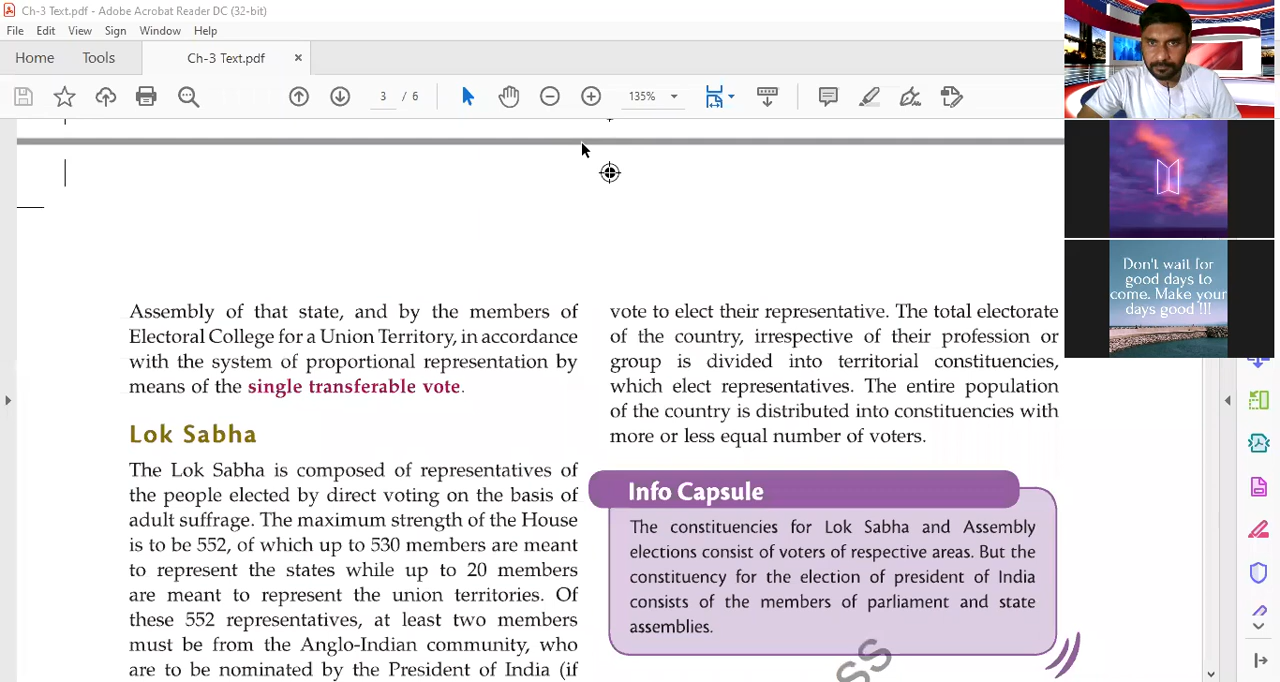 Ch-3 Text.pdf - Adobe Acrobat Reader DC (32-bit)
File Edit View Sign Window Help
Home Tools Ch-3 Text.pdf ×
3 / 6 135%
Assembly of that state, and by the members of
Electoral College for a Union Territory, in accordance
with the system of proportional representation by
means of the single transferable vote.
Lok Sabha
The Lok Sabha is composed of representatives of
the people elected by direct voting on the basis of
adult suffrage. The maximum strength of the House
is to be 552, of which up to 530 members are meant
to represent the states while up to 20 members
are meant to represent the union territories. Of
these 552 representatives, at least two members
must be from the Anglo-Indian community, who
are to be nominated by the President of India (if
vote to elect their representative. The total electorate
of the country, irrespective of their profession or
group is divided into territorial constituencies,
which elect representatives. The entire population
of the country is distributed into constituencies with
more or less equal number of voters.
Info Capsule
The constituencies for Lok Sabha and Assembly
elections consist of voters of respective areas. But the
constituency for the election of president of India
consists of the members of parliament and state
assemblies.
ss
Don't wait for
good days to
come. Make your
days good !!!